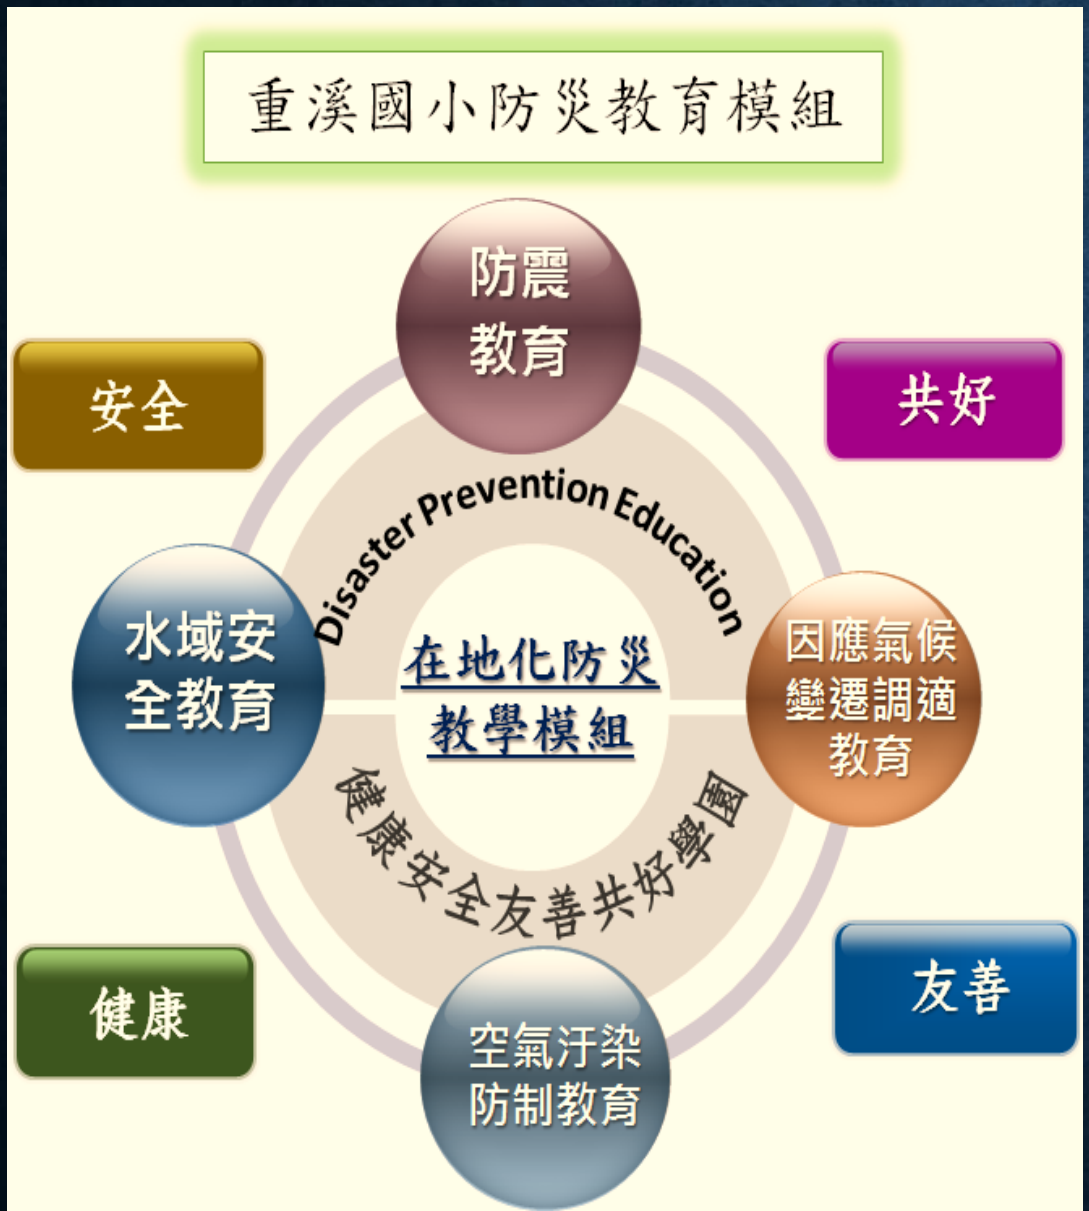 重溪國小防災教育模組
防震
教育
安全
共好
Disaster Prevention Education
水域安
全教育
在地化防災
教學模組
因應氣候
變遷調適
教育
健康安全友善共好學園
健康
友善
空氣汙染
防制教育